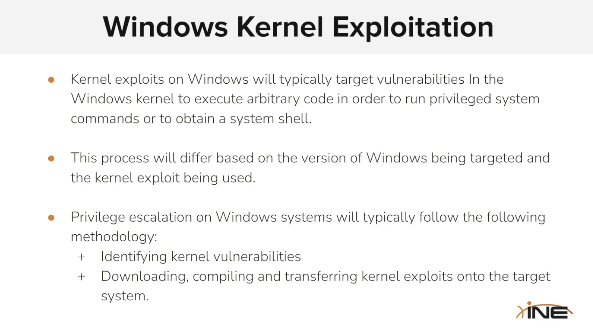 Windows Kernel Exploitation
● Kernel exploits on Windows will typically target vulnerabilities In the
Windows kernel to execute arbitrary code in order to run privileged system
commands or to obtain a system shell.
● This process will differ based on the version of Windows being targeted and
the kernel exploit being used.
● Privilege escalation on Windows systems will typically follow the following
methodology:
+ Identifying kernel vulnerabilities
+ Downloading, compiling and transferring kernel exploits onto the target
system.
INE